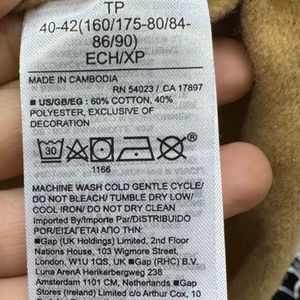 TP
40-42(160/175-80/84-
86/90)
ECH/XP
MADE IN CAMBODIA
RN 54023 / CA 17897
■US/GB/EG : 60% COTTON, 40%
POLYESTER, EXCLUSIVE OF
DECORATION
30
1166
MACHINE WASH COLD GENTLE CYCLE/
DO NOT BLEACH/ TUMBLE DRY LOW/
COOL IRON/ DO NOT DRY CLEAN
Imported by/Importe Par/DISTRIBUIDO
POR/ΕΙΣΑΓΕΤΑΙ ΑΠΟ ΤΗΝ:
■Gap (UK Holdings) Limited, 2nd Floor
Nations House, 103 Wigmore Street,
London, W1U 1QS, UK ■Gap (RHC) B.V.
Luna ArenA Herikerbergweg 238
Amsterdam 1101 CM, ■Gap
Stores (Ireland) Limited c/o Arthur Cox, 10